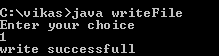 C:\vikas>java writeFile
Enter your choice
1
write successfull